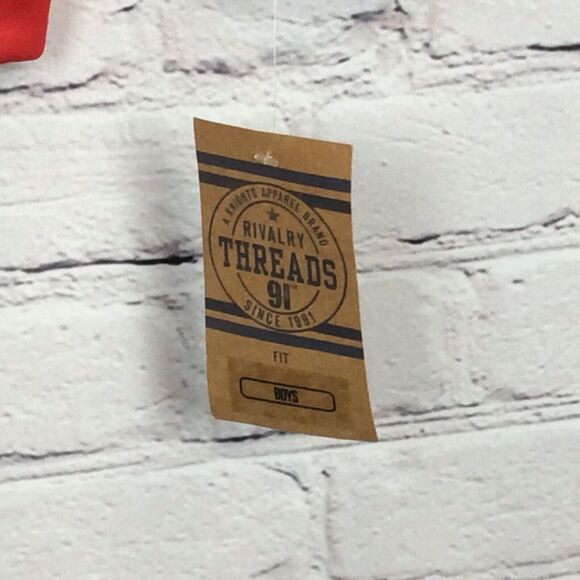 A KNIGHTS APPAREL BRAND
RIVALRY
THREADS
91
SINCE 1991
FIT
BOYS